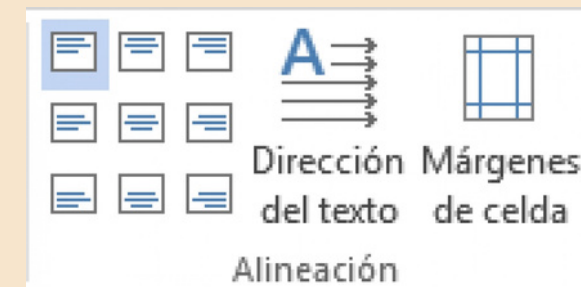 A
Dirección
del texto
Márgenes
de celda
Alineación